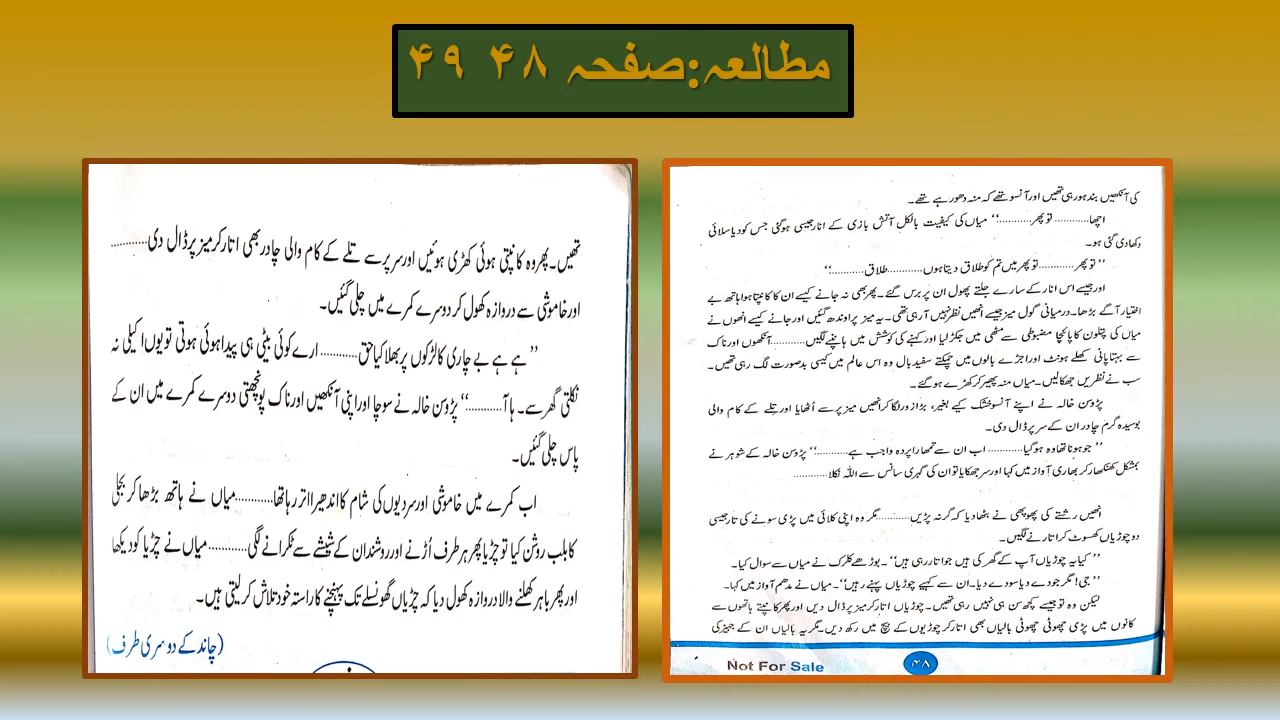 مطالعہ:صفحہ ۴۸ ۴۹
کی آنکھیں بند ہو رہی تھیں اور آنسو تھے کہ منہ دھو رہے تھے۔
اچھا............ تو پھر............‘‘ میاں کی کیفیت بالکل آتش بازی کے انار جیسی ہو گئی جس کو دیا سلائی
دکھا دی گئی ہو۔
’’ تو پھر............ تو پھر میں تم کو طلاق دیتا ہوں............ طلاق............‘‘
اور جیسے اس انار کے سارے جلتے پھول ان پر برس گئے۔ پھر بھی نہ جانے کیسے ان کا کانپتا ہوا ہاتھ بے
اختیار آگے بڑھا۔ درمیانی گول میز جیسے انھیں نظر نہیں آ رہی تھی۔ یہ میز پر اوندھ گئیں اور جانے کیسے انھوں نے
میاں کی پتلون کا پائنچا مضبوطی سے مٹھی میں جکڑ لیا اور کہنے کی کوشش میں ہانپنے لگیں............ آنکھوں اور ناک
سے بہتا پانی کھلے ہونٹ اور اجڑے بالوں میں چمکتے سفید بال وہ اس عالم میں کیسی بدصورت لگ رہی تھیں۔
سب نے نظریں جھکا لیں۔ میاں منہ پھیر کر کھڑے ہو گئے۔
پڑوسن خالہ نے اپنے آنسو خشک کیے بغیر، بڑا زور لگا کر انھیں میز پر سے اُٹھایا اور تلے کے کام والی
بوسیدہ گرم چادر ان کے سر پر ڈال دی۔
’’ جو ہونا تھا وہ ہو گیا............ اب ان سے تمھارا پردہ واجب ہے............‘‘ پڑوسن خالہ کے شوہر نے
بمشکل کھنکھار کر بھاری آواز میں کہا اور سر جھکایا تو ان کی گہری سانس سے اللہ نکلا............
انھیں رشتے کی پھوپھی نے بٹھا دیا کہ گر نہ پڑیں............ مگر وہ اپنی کلائی میں پڑی سونے کی تار جیسی
دو چوڑیاں کھسوٹ کر اتارنے لگیں۔
’’ کیا یہ چوڑیاں آپ کے گھر کی ہیں جو اتار رہی ہیں‘‘۔ بوڑھے کلرک نے میاں سے سوال کیا۔
’’ جی! مگر جو دے دیا سو دے دیا۔ ان سے کہیے چوڑیاں پہنے رہیں‘‘۔ میاں نے مدھم آواز میں کہا۔
لیکن وہ تو جیسے کچھ سن ہی نہیں رہی تھیں۔ چوڑیاں اتار کر میز پر ڈال دیں اور پھر کانپتے ہاتھوں سے
کانوں میں پڑی چھوٹی چھوٹی بالیاں بھی اتار کر چوڑیوں کے بیچ میں رکھ دیں۔ مگر یہ بالیاں ان کے جہیز کی
Not For Sale
۴۸
تھیں۔ پھر وہ کانپتی ہوئی کھڑی ہوئیں اور سر پر سے تلے کے کام والی چادر بھی اتار کر میز پر ڈال دی............
اور خاموشی سے دروازہ کھول کر دوسرے کمرے میں چلی گئیں۔
’’ ہے ہے بے چاری کا لڑکوں پر بھلا کیا حق............ ارے کوئی بیٹی ہی پیدا ہوئی ہوتی تو یوں اکیلی نہ
نکلتی گھر سے۔ ہا آ............‘‘ پڑوسن خالہ نے سوچا اور اپنی آنکھیں اور ناک پونچھتی دوسرے کمرے میں ان کے
پاس چلی گئیں۔
اب کمرے میں خاموشی اور سردیوں کی شام کا اندھیرا اتر رہا تھا............ میاں نے ہاتھ بڑھا کر بجلی
کا بلب روشن کیا تو چڑیا پھر ہر طرف اُڑنے اور روشندان کے شیشے سے ٹکرانے لگی............ میاں نے چڑیا کو دیکھا
اور پھر باہر کھلنے والا دروازہ کھول دیا کہ چڑیاں گھونسلے تک پہنچنے کا راستہ خود تلاش کر لیتی ہیں۔
(چاند کے دوسری طرف)